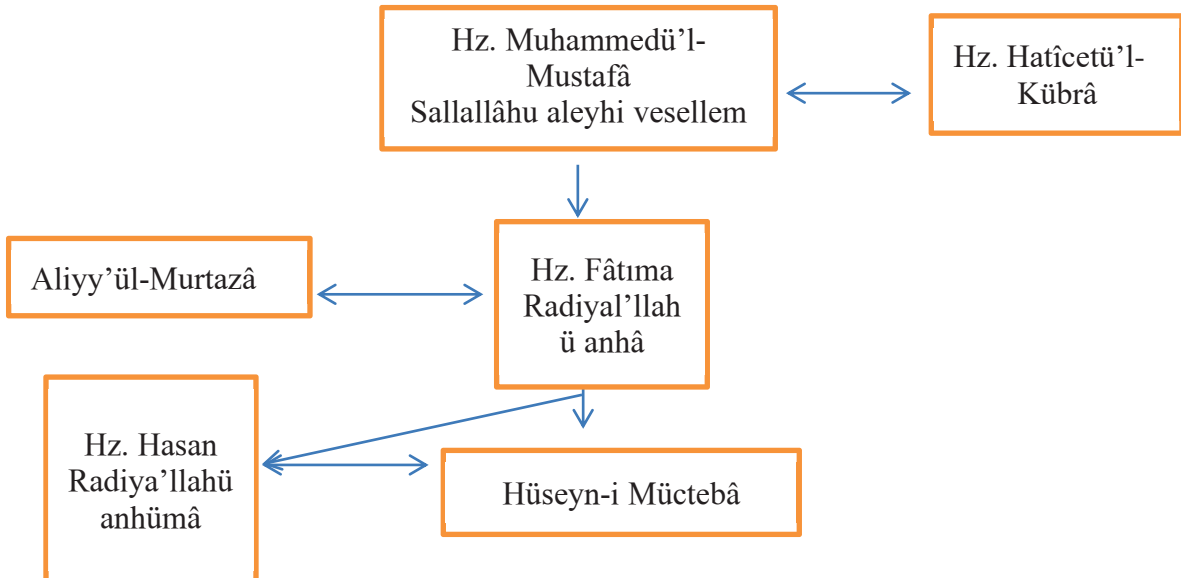 Hz. Muhammedü’l-
Mustafâ
Sallallâhu aleyhi vesellem
Hz. Hatîcetü’l-
Kübrâ
Aliyy’ül-Murtazâ
Hz. Fâtıma
Radiyal’llah
ü anhâ
Hz. Hasan
Radiya’llahü
anhümâ
Hüseyn-i Müctebâ